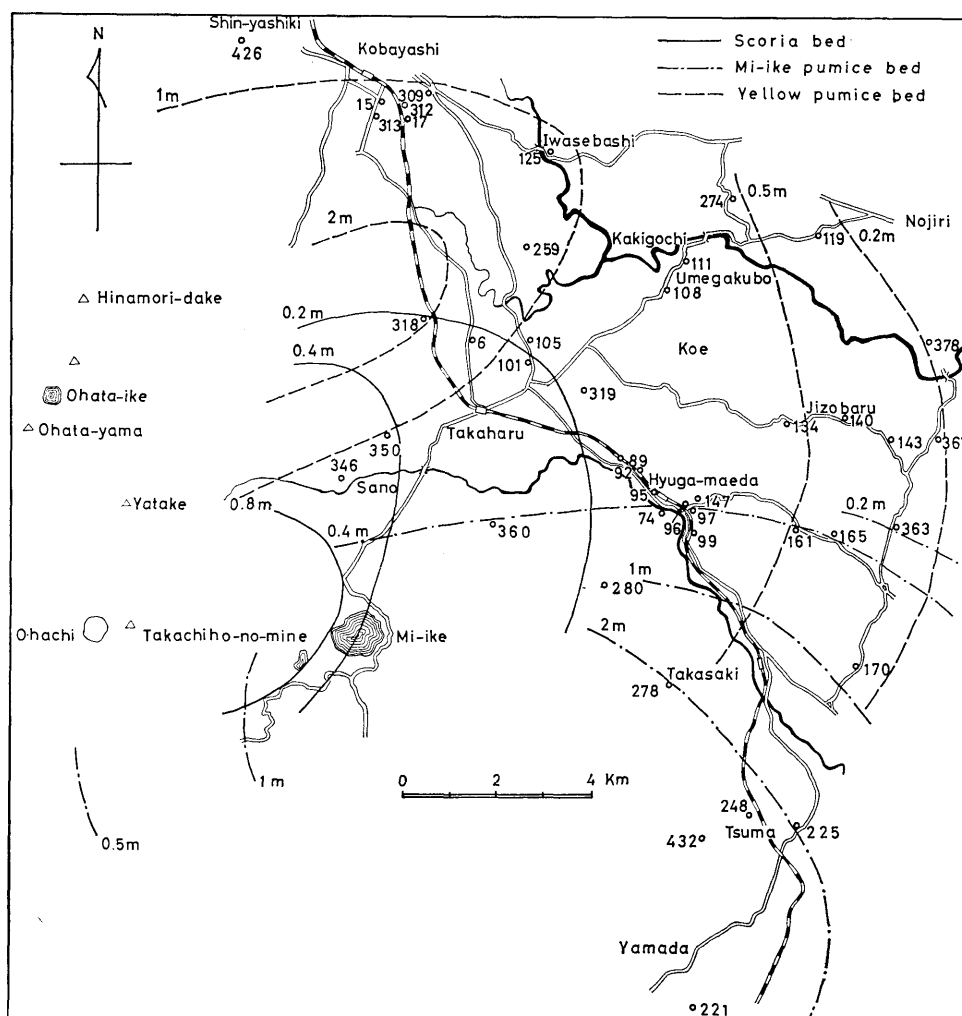 Shin-yashiki
426
N
Kobayashi
Scoria bed
Mi-ike pumice bed
Yellow pumice bed
1m
15
309
312
313
17
Iwasebashi
125
0.5m
274
Nojiri
2m
259
Kakigochi
119
0.2m
111
Umegakubo
108
Hinamori-dake
0.2m
318
6
105
378
0.4m
101
Koe
Ohata-ike
319
Jizobaru
Ohata-yama
Takaharu
134
140
143
350
346
Sano
89
92
Hyuga-maeda
95
147
0.2m
Yatake
0.8m
74
97
0.4m
360
96
99
161
165
363
1m
280
2m
Ohachi
Takachiho-no-mine
Mi-ike
Takasaki
170
278
0 2 4 Km
1m
248
Tsuma
225
0.5m
432
Yamada
221